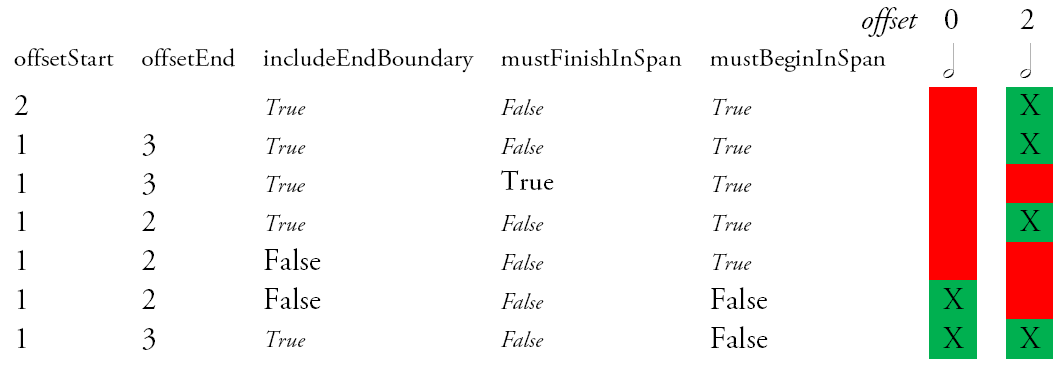 offset 0 2
offsetStart offsetEnd includeEndBoundary mustFinishInSpan mustBeginInSpan
2 True False True X
1 3 True False True X
1 3 True True True
1 2 True False True X
1 2 False False True
1 2 False False False X
1 3 True False False X X